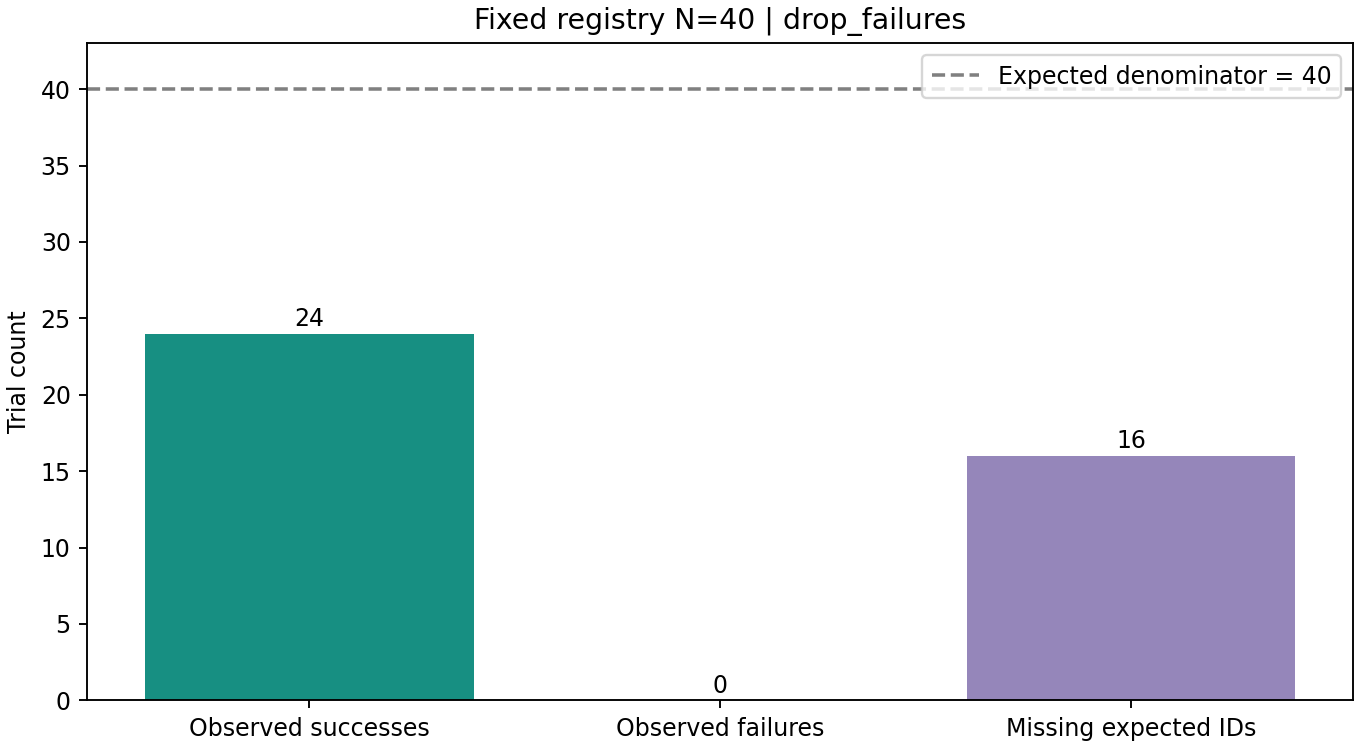 Fixed registry N=40 | drop_failures
Expected denominator = 40
Trial count
40
35
30
25
20
15
10
5
0
24
0
16
Observed successes
Observed failures
Missing expected IDs